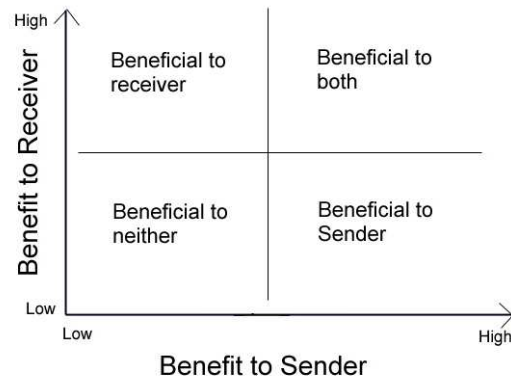 High
Beneficial to
receiver
Beneficial to
both
Benefit to Receiver
Beneficial to
neither
Beneficial to
Sender
Low
Low
High
Benefit to Sender